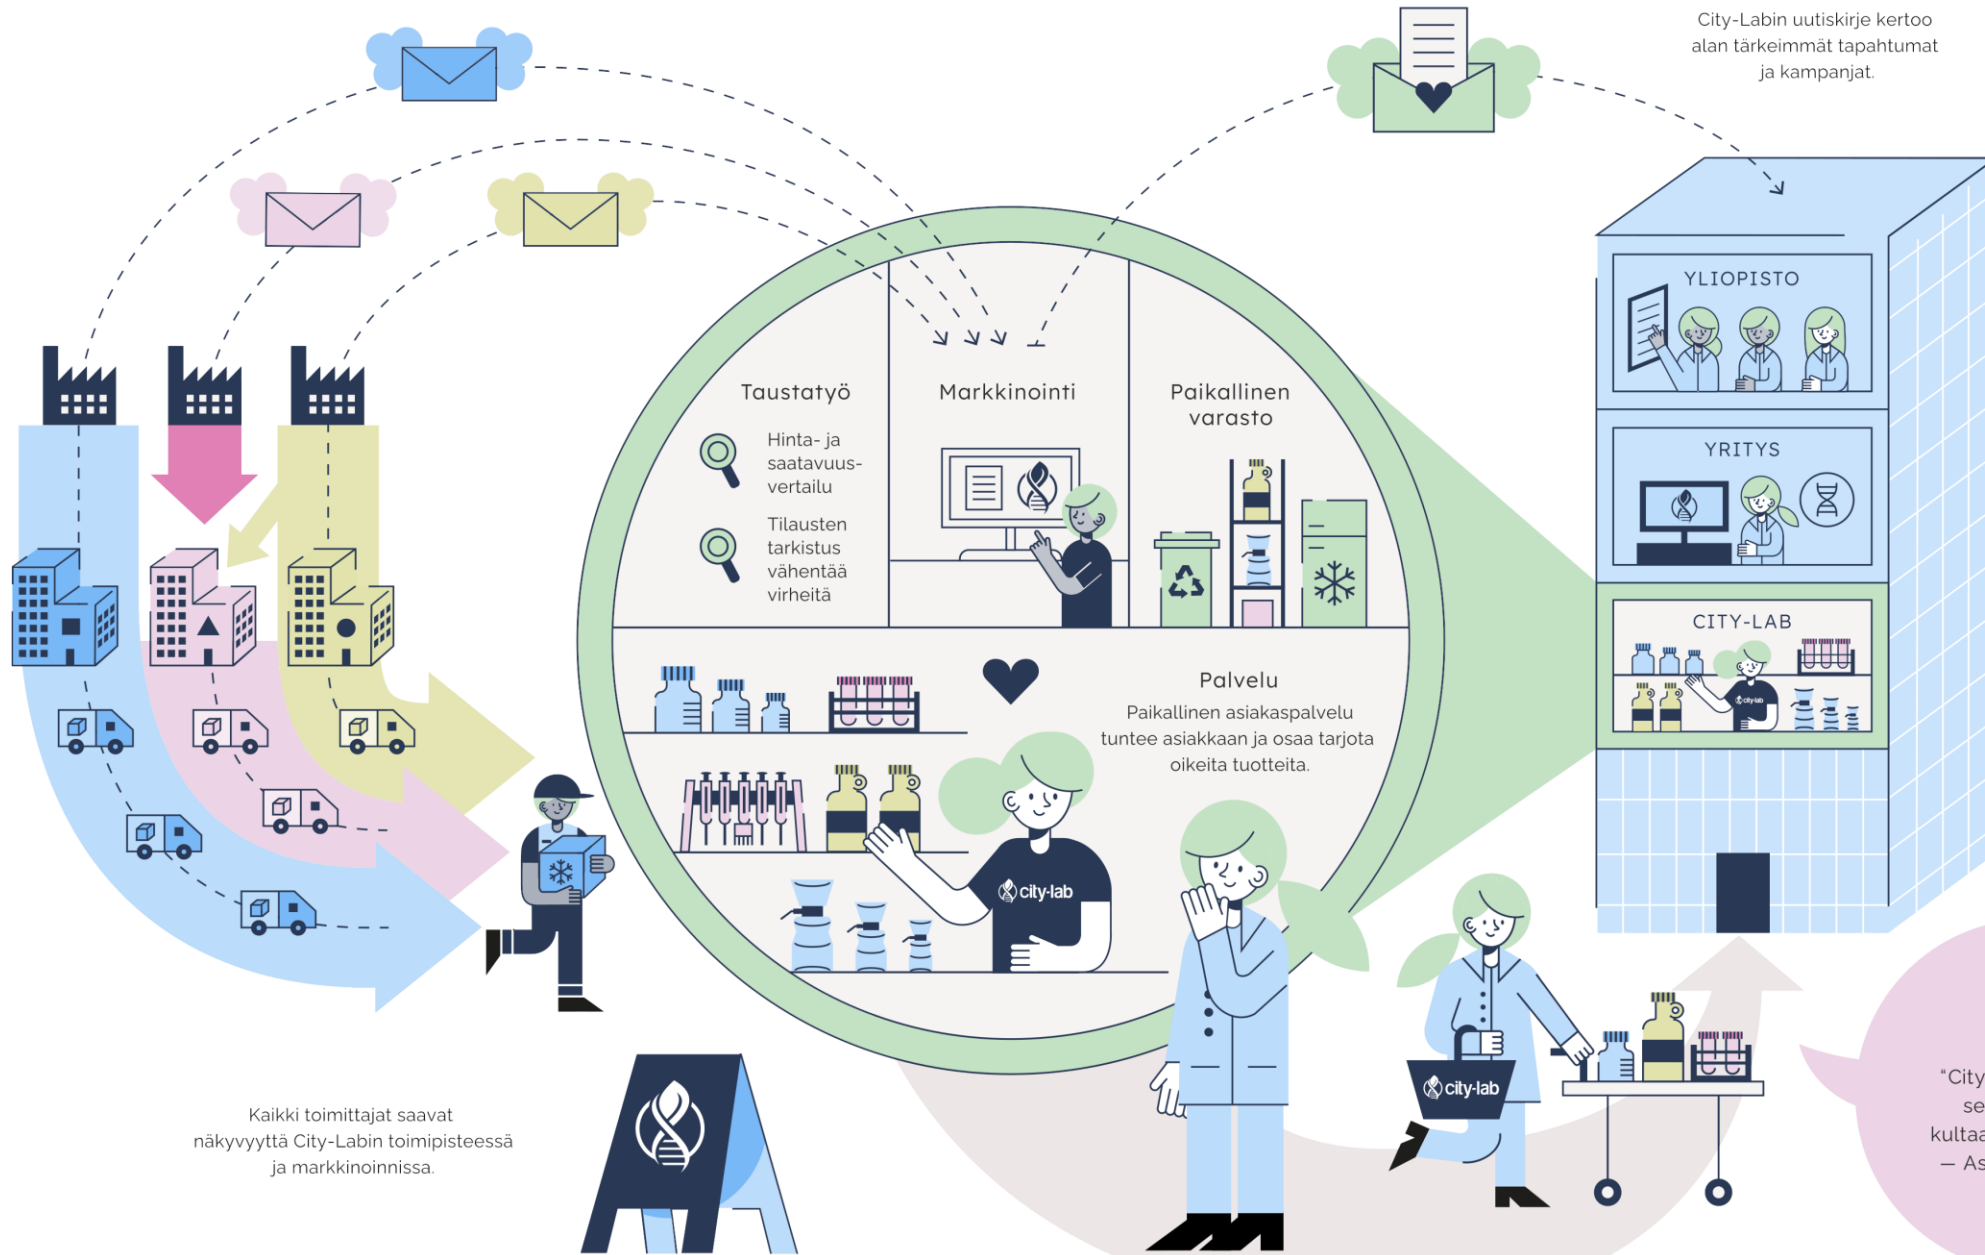 City-Labin uutiskirje kertoo
alan tärkeimmät tapahtumat
ja kampanjat.
Taustatyö
Hinta- ja
saatavuus-
vertailu
Tilausten
tarkistus
vähentää
virheitä
Markkinointi
Paikallinen
varasto
Palvelu
Paikallinen asiakaspalvelu
tuntee asiakkaan ja osaa tarjota
oikeita tuotteita.
city-lab
YLIOPISTO
YRITYS
CITY-LAB
city-lab
city-lab
Kaikki toimittajat saavat
näkyvyyttä City-Labin toimipisteessä
ja markkinoinnissa.
"City
se
kultaa
— As